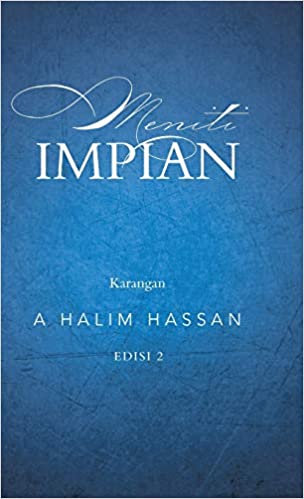 Meniti
IMPIAN
Karangan
A HALIM HASSAN
EDISI 2